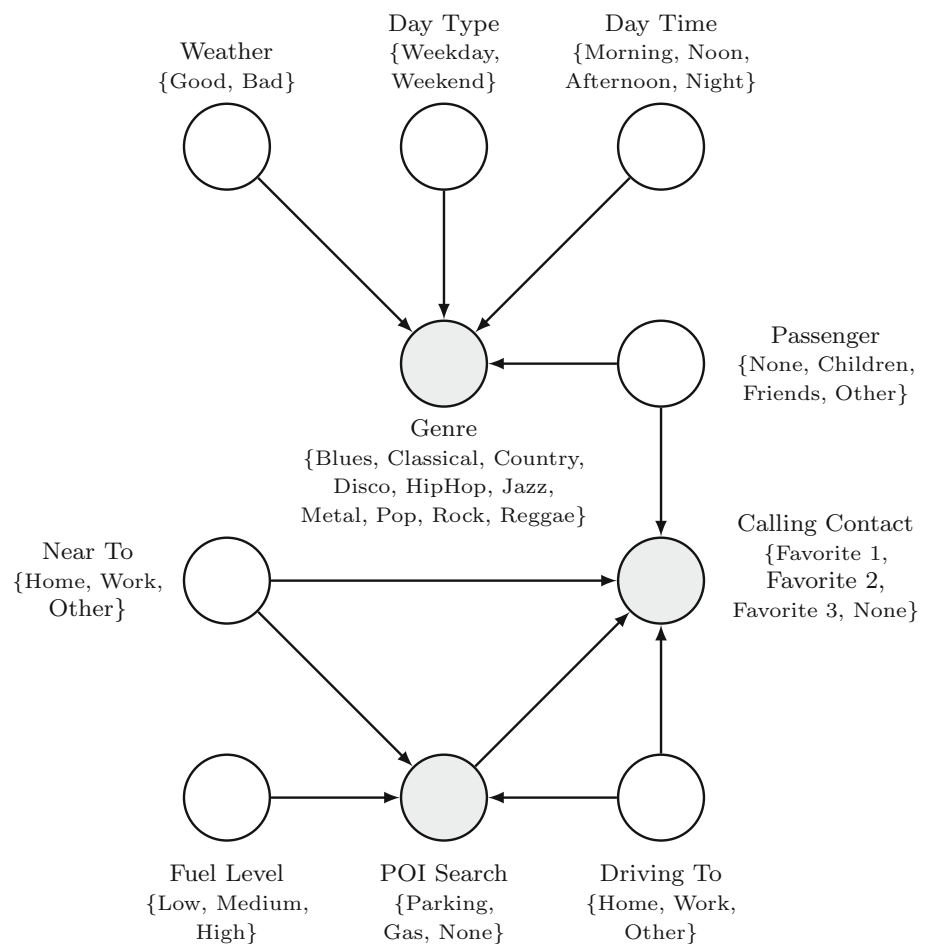 Weather
{Good, Bad}
Day Type
{Weekday,
Weekend}
Day Time
{Morning, Noon,
Afternoon, Night}
Passenger
{None, Children,
Friends, Other}
Genre
{Blues, Classical, Country,
Disco, HipHop, Jazz,
Metal, Pop, Rock, Reggae}
Near To
{Home, Work,
Other}
Calling Contact
{Favorite 1,
Favorite 2,
Favorite 3, None}
Fuel Level
{Low, Medium,
High}
POI Search
{Parking,
Gas, None}
Driving To
{Home, Work,
Other}